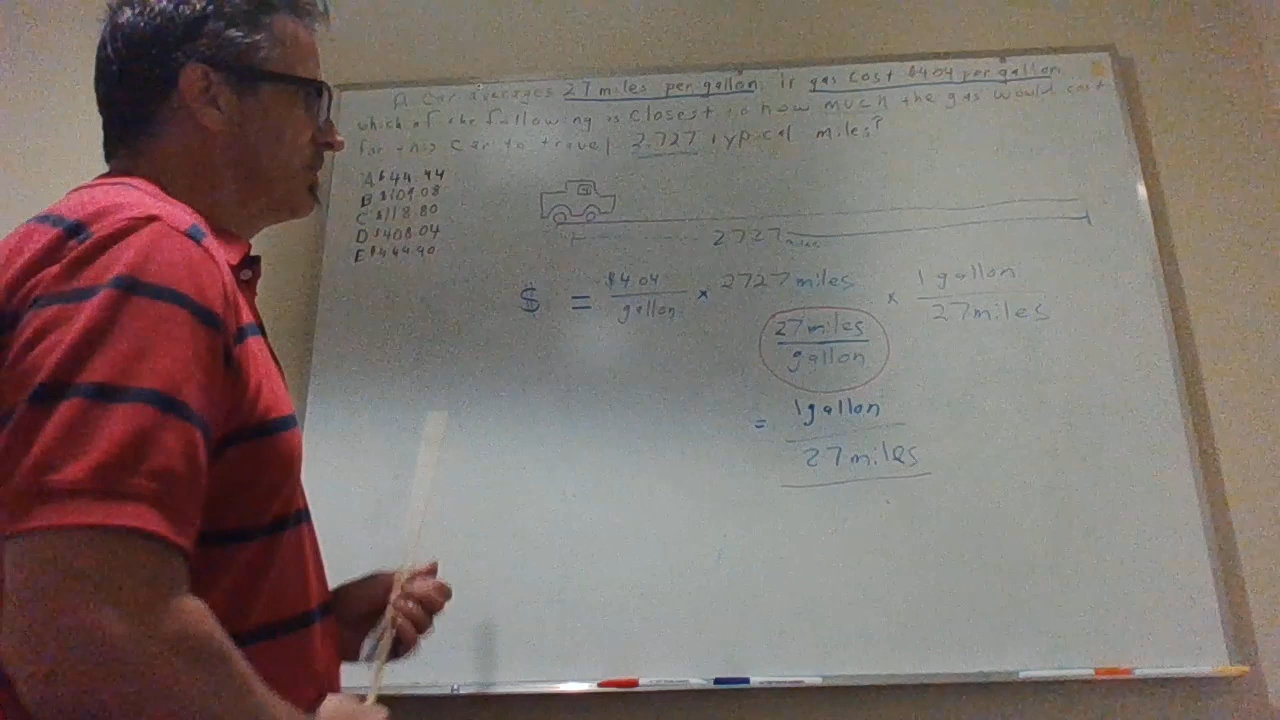 A car averages 27 miles per gallon. If gas cost $4.04 per gallon
which of the following is closest to how much the gas would cost
for this car to travel 2,727 typical miles?
A $44.44
B $109.08
C $118.80
D $408.04
E $444.40
2727 miles
$ = $4.04 / gallon × 2727 miles × 1 gallon / 27 miles
27 miles
gallon
= 1 gallon
27 miles